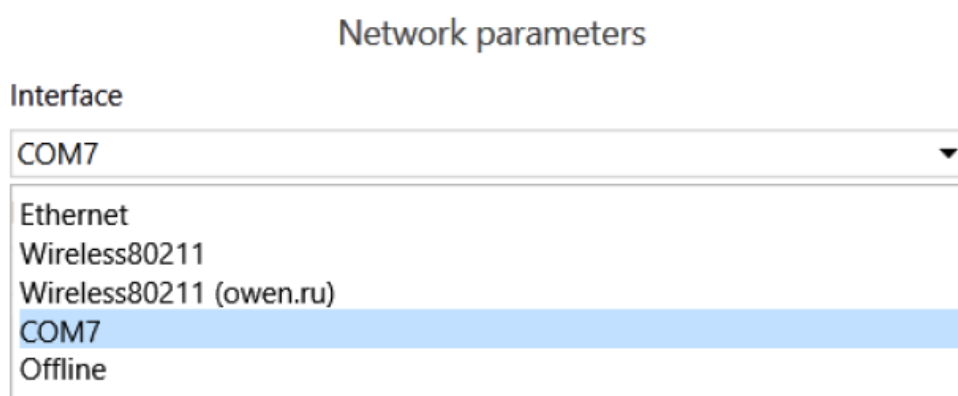 Network parameters
Interface
COM7
Ethernet
Wireless80211
Wireless80211 (owen.ru)
COM7
Offline